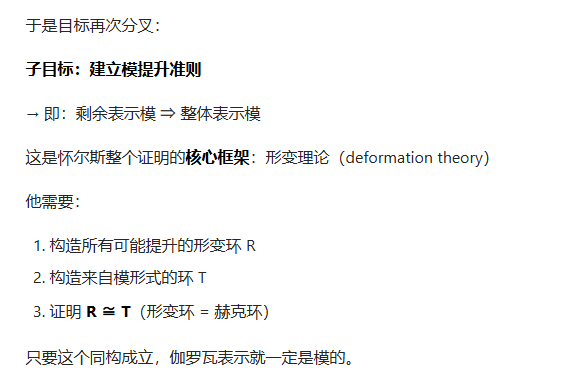 于是目标再次分叉：
子目标：建立模提升准则
→ 即：剩余表示模 ⇒ 整体表示模
这是怀尔斯整个证明的核心框架：形变理论（deformation theory）
他需要：
1. 构造所有可能提升的形变环 R
2. 构造来自模形式的环 T
3. 证明 R ≅ T（形变环 = 赫克环）
只要这个同构成立，伽罗瓦表示就一定是模的。